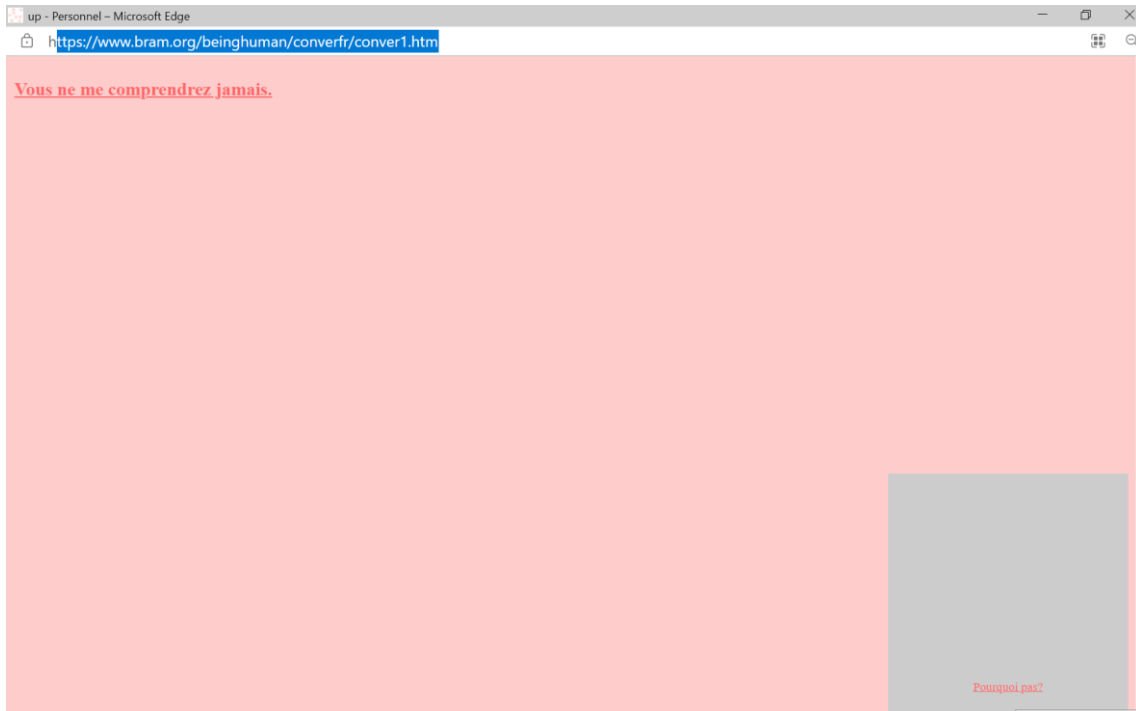 up - Personnel – Microsoft Edge
https://www.bram.org/beinghuman/converfr/conver1.htm
Vous ne me comprendrez jamais.
Pourquoi pas?